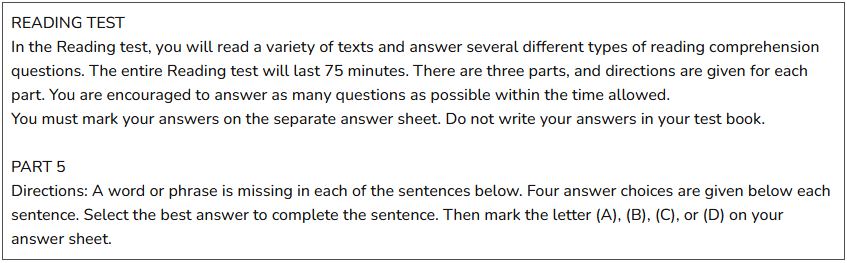 READING TEST
In the Reading test, you will read a variety of texts and answer several different types of reading comprehension
questions. The entire Reading test will last 75 minutes. There are three parts, and directions are given for each
part. You are encouraged to answer as many questions as possible within the time allowed.
You must mark your answers on the separate answer sheet. Do not write your answers in your test book.
PART 5
Directions: A word or phrase is missing in each of the sentences below. Four answer choices are given below each
sentence. Select the best answer to complete the sentence. Then mark the letter (A), (B), (C), or (D) on your
answer sheet.